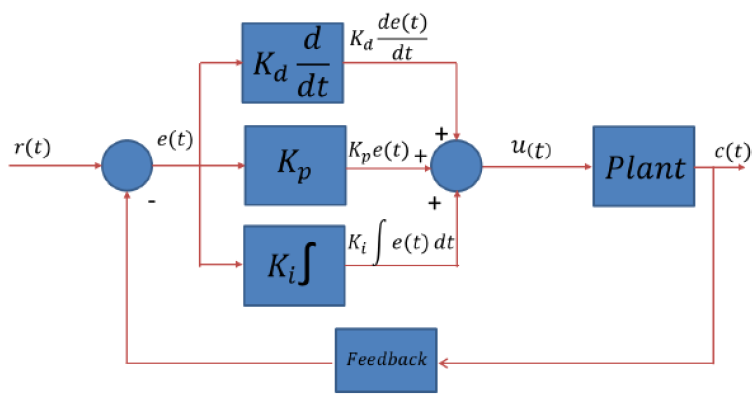 K_d d/dt
K_d de(t)/dt
+
r(t)
e(t)
K_p
K_p e(t)
+
u(t)
Plant
c(t)
-
+
K_i ∫
K_i ∫ e(t) dt
Feedback